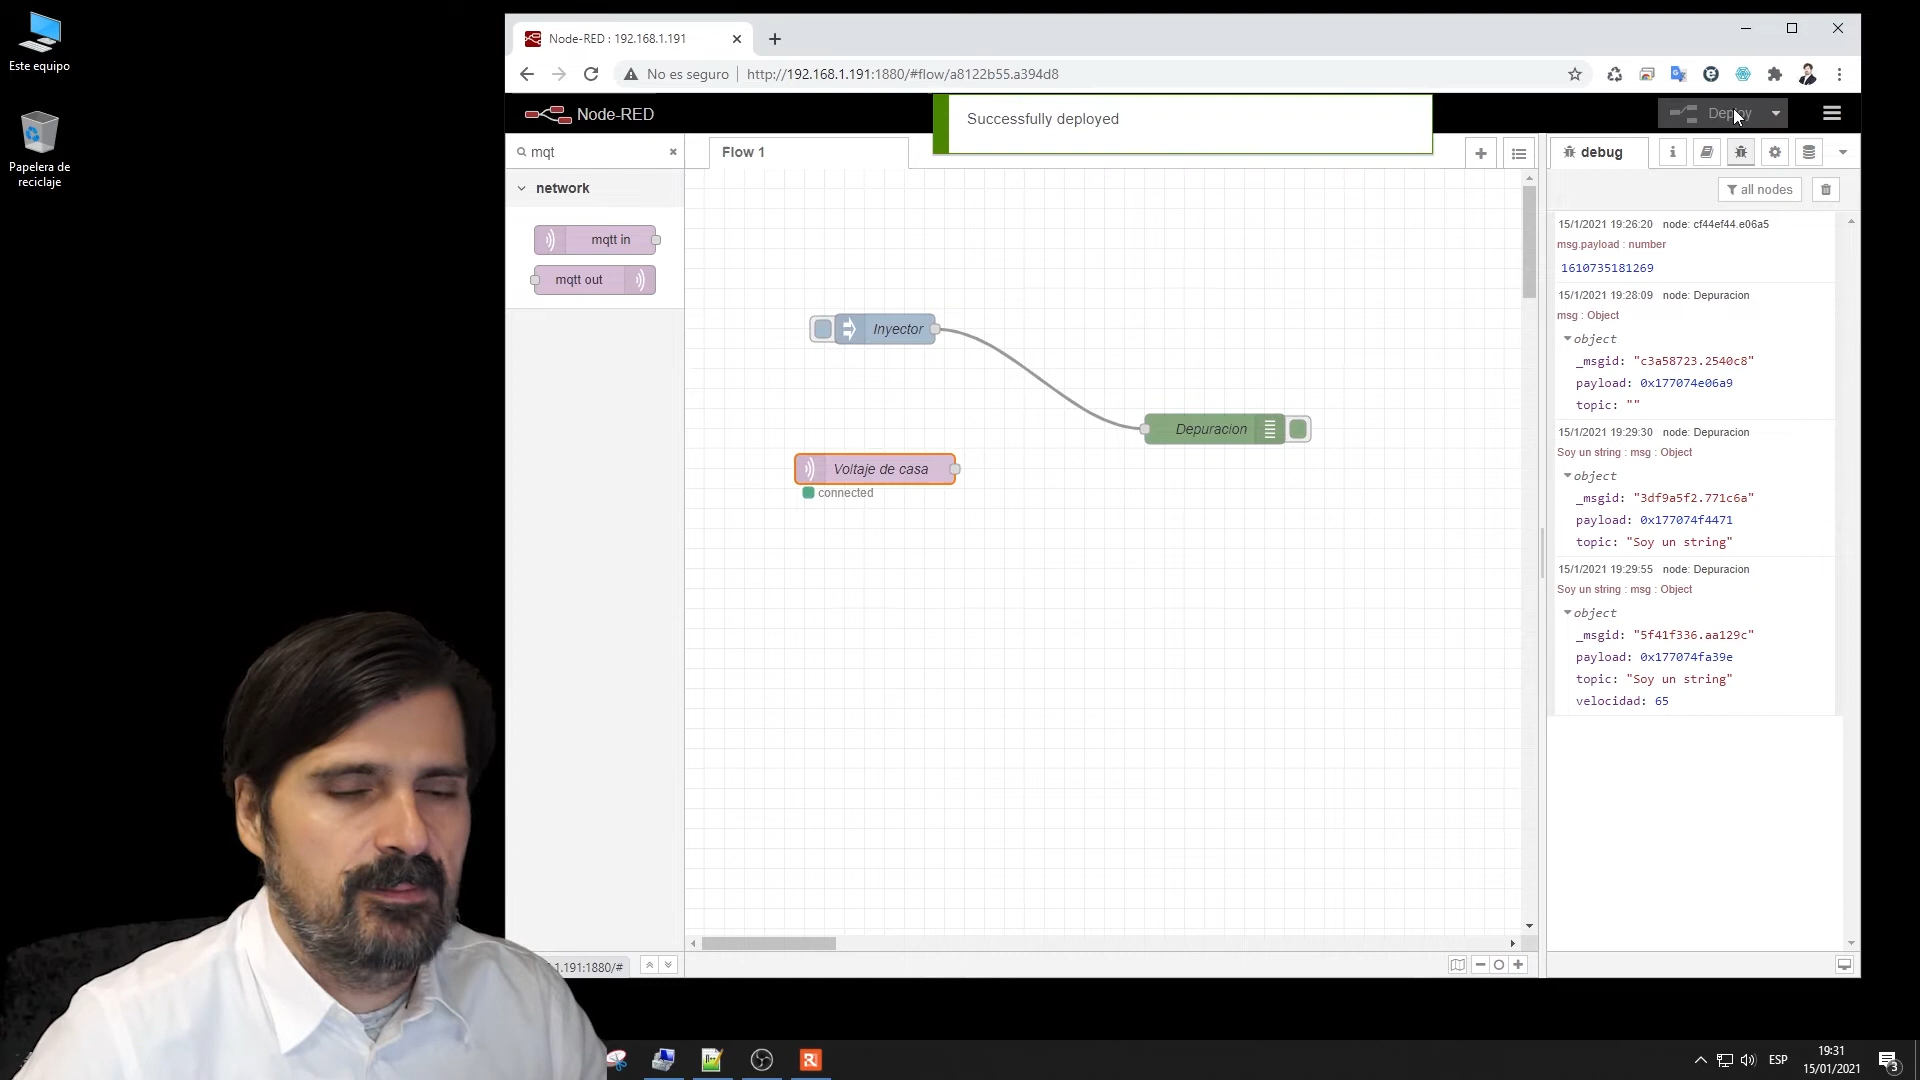 Este equipo
Papelera de
reciclaje
Node-RED : 192.168.1.191
No es seguro
http://192.168.1.191:1880/#flow/a8122b55.a394d8
Node-RED
Successfully deployed
Deploy
mqt
Flow 1
debug
network
all nodes
mqtt in
mqtt out
Inyector
Depuracion
Voltaje de casa
connected
15/1/2021 19:26:20 node: cf44ef44.e06a5
msg.payload : number
1610735181269
15/1/2021 19:28:09 node: Depuracion
msg : Object
object
_msgid: "c3a58723.2540c8"
payload: 0x177074e06a9
topic: ""
15/1/2021 19:29:30 node: Depuracion
Soy un string : msg : Object
object
_msgid: "3df9a5f2.771c6a"
payload: 0x177074f4471
topic: "Soy un string"
15/1/2021 19:29:55 node: Depuracion
Soy un string : msg : Object
object
_msgid: "5f41f336.aa129c"
payload: 0x177074fa39e
topic: "Soy un string"
velocidad: 65
.1.191:1880/#
ESP
19:31
15/01/2021
3